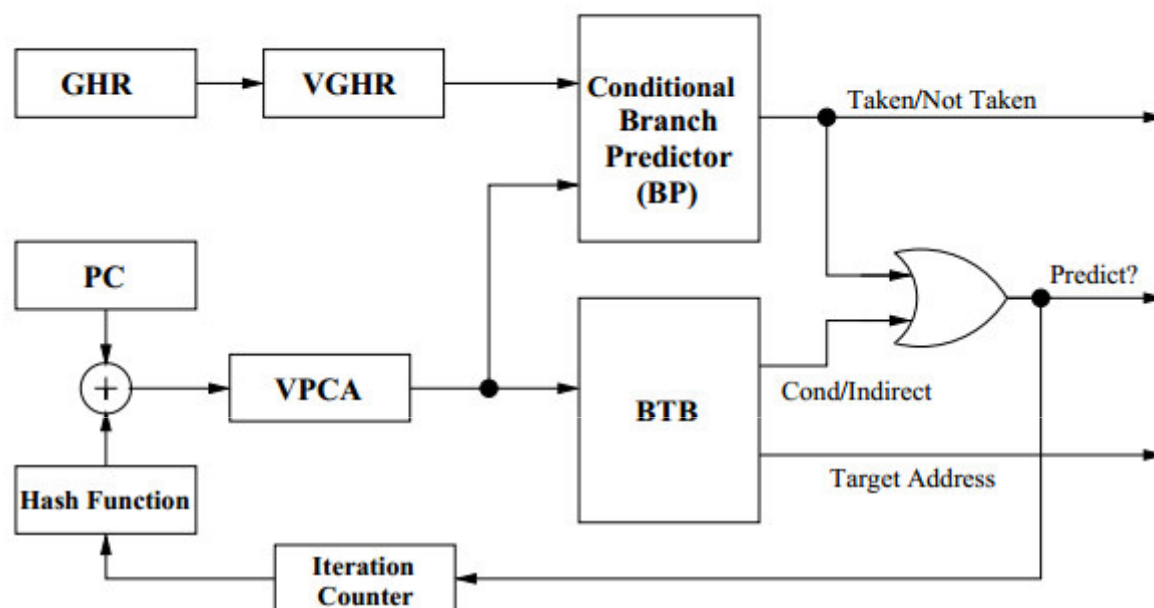 GHR
VGHR
Conditional
Branch
Predictor
(BP)
Taken/Not Taken
PC
Predict?
VPCA
BTB
Cond/Indirect
Hash Function
Target Address
Iteration
Counter